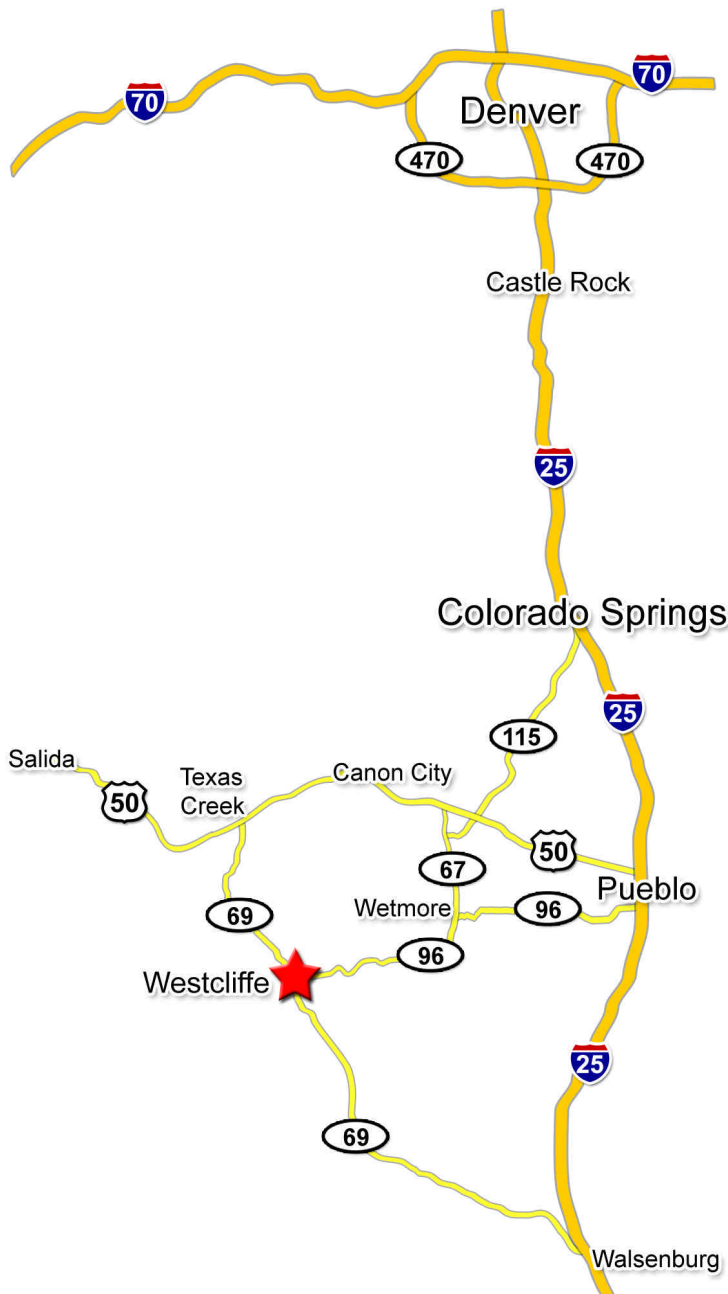 70
70
Denver
470
470
Castle Rock
25
Colorado Springs
25
115
Salida
Texas
Creek
Canon City
50
50
67
Pueblo
Wetmore
96
69
96
Westcliffe
25
69
Walsenburg